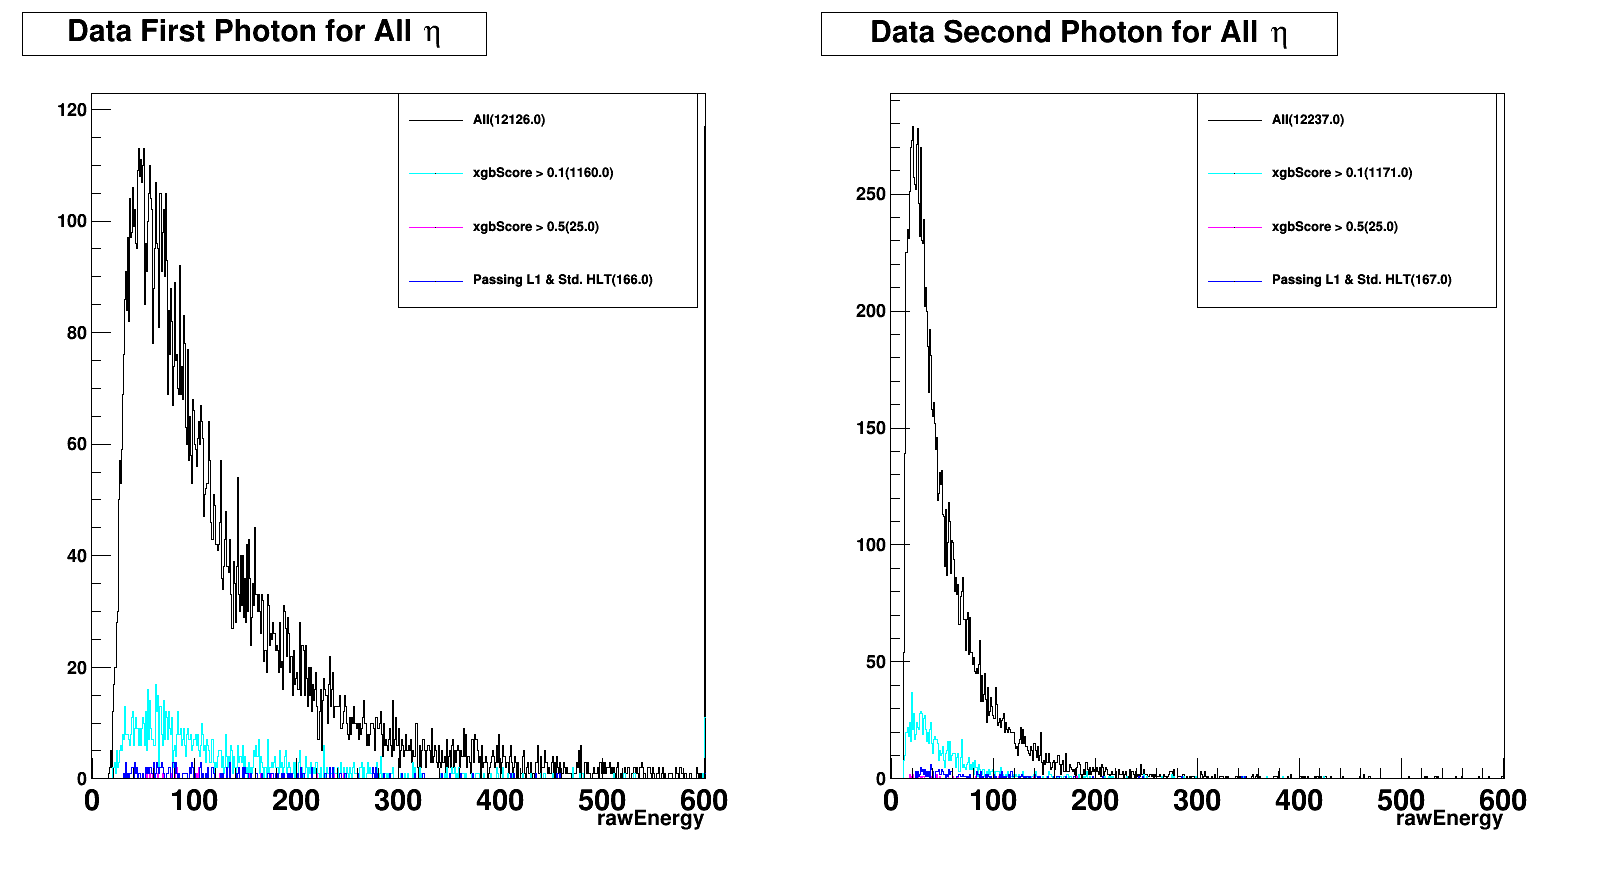 Data First Photon for All η
120
100
80
60
40
20
0
All(12126.0)
xgbScore > 0.1(1160.0)
xgbScore > 0.5(25.0)
Passing L1 & Std. HLT(166.0)
0 100 200 300 400 500 600
rawEnergy
Data Second Photon for All η
250
200
150
100
50
0
All(12237.0)
xgbScore > 0.1(1171.0)
xgbScore > 0.5(25.0)
Passing L1 & Std. HLT(167.0)
0 100 200 300 400 500 600
rawEnergy